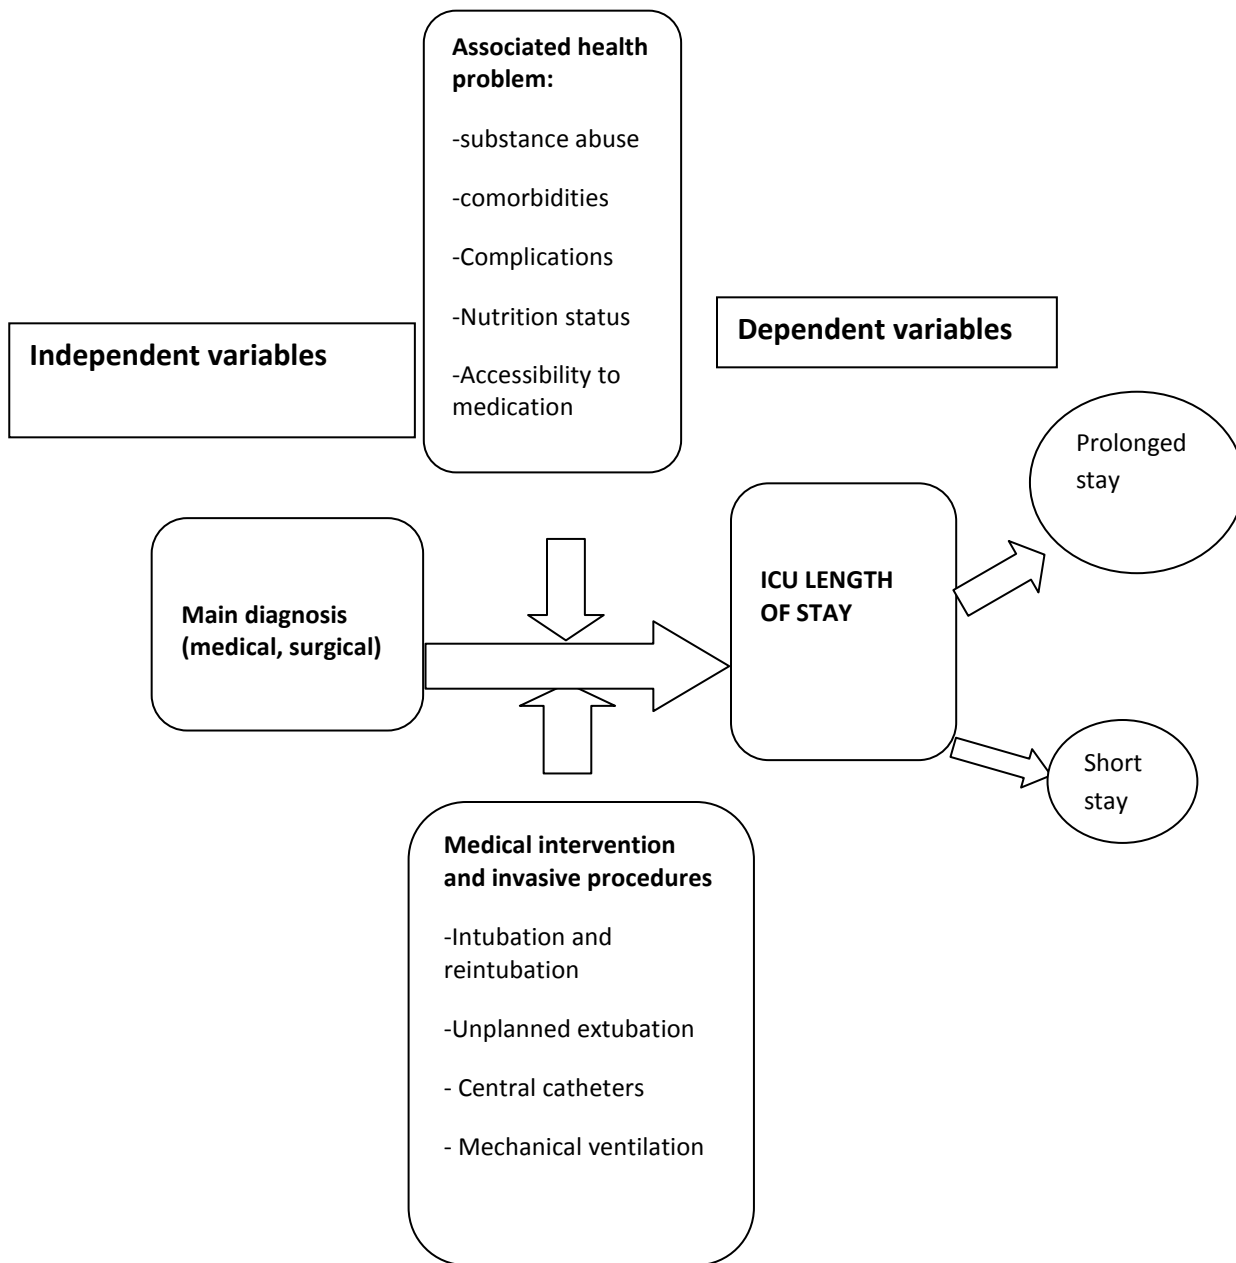 Associated health
problem:
-substance abuse
-comorbidities
-Complications
-Nutrition status
-Accessibility to
medication
Independent variables
Dependent variables
Prolonged
stay
Main diagnosis
(medical, surgical)
ICU LENGTH
OF STAY
Short
stay
Medical intervention
and invasive procedures
-Intubation and
reintubation
-Unplanned extubation
- Central catheters
- Mechanical ventilation